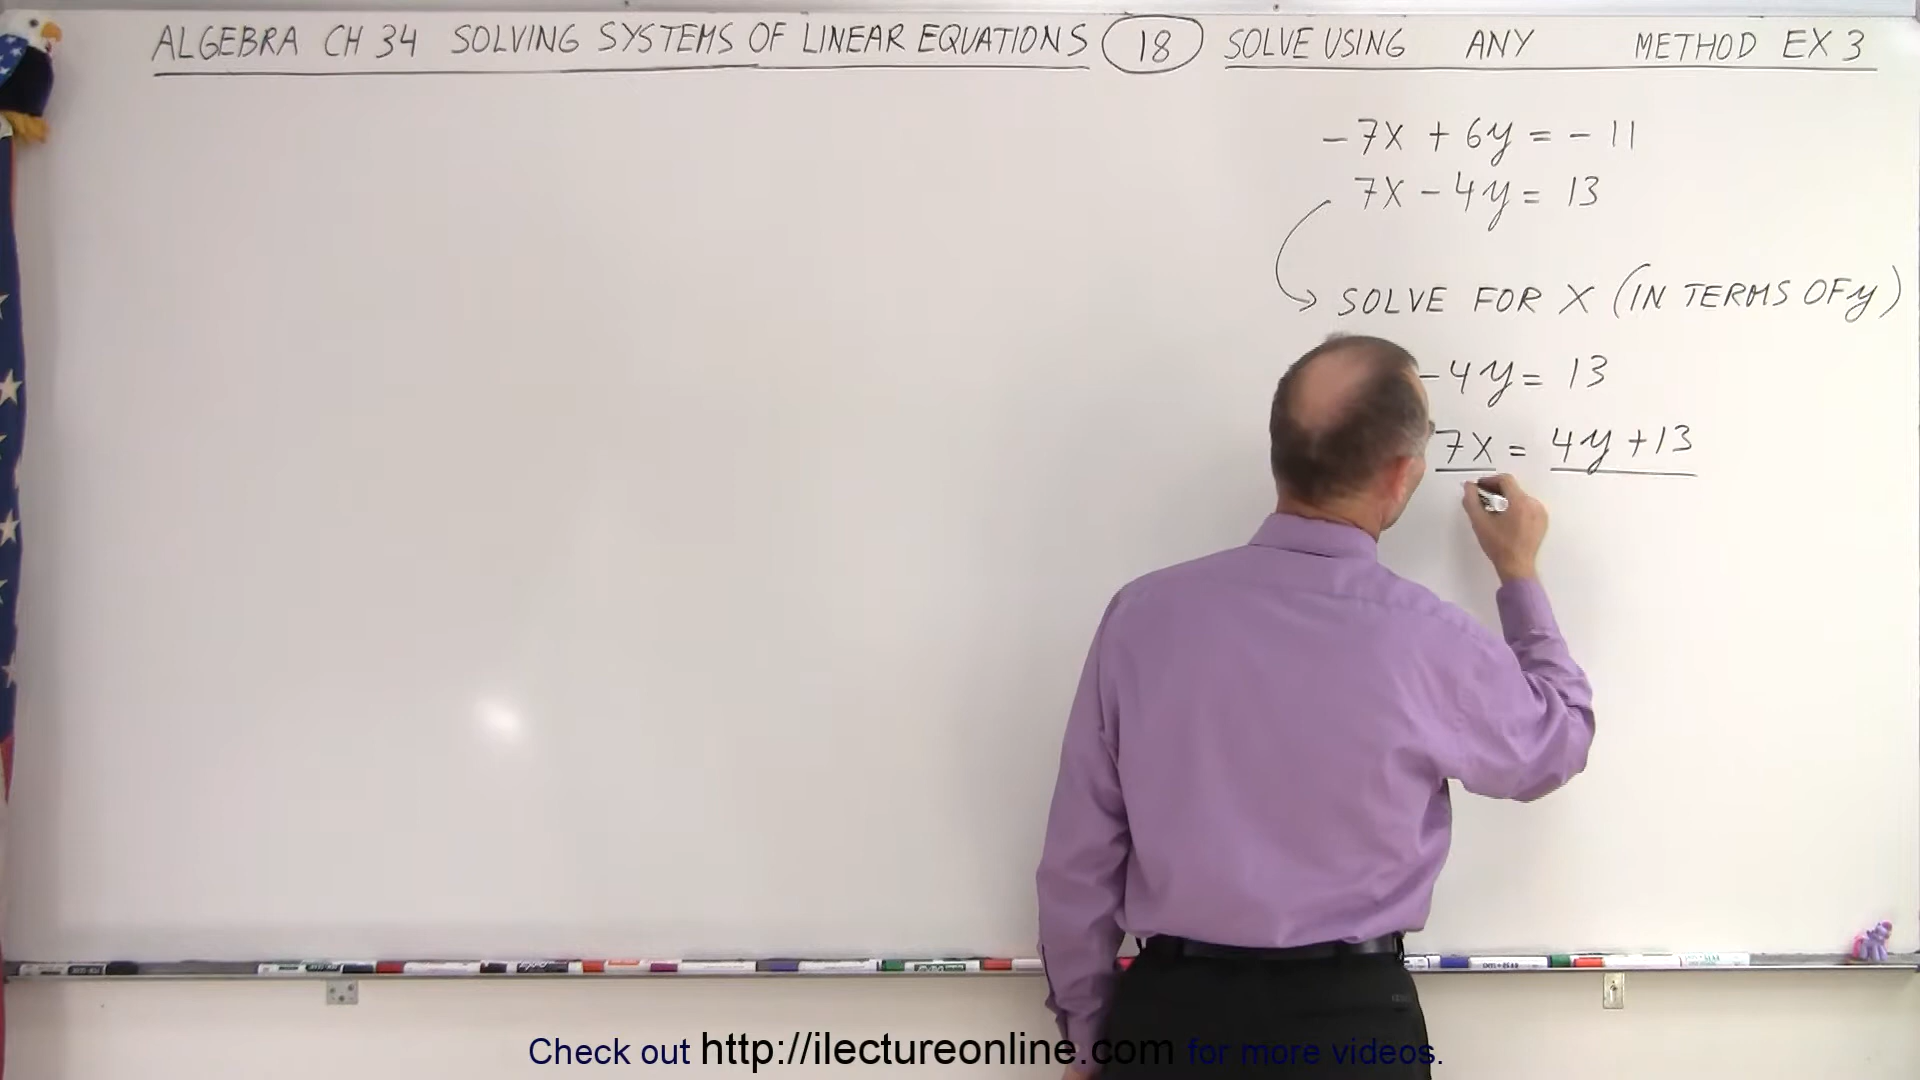 ALGEBRA CH 34 SOLVING SYSTEMS OF LINEAR EQUATIONS 18 SOLVE USING ANY METHOD EX 3
-7x + 6y = - 11
7x - 4y = 13
SOLVE FOR X (IN TERMS OF y)
-4y = 13
7x = 4y + 13
Check out http://ilectureonline.com for more videos.